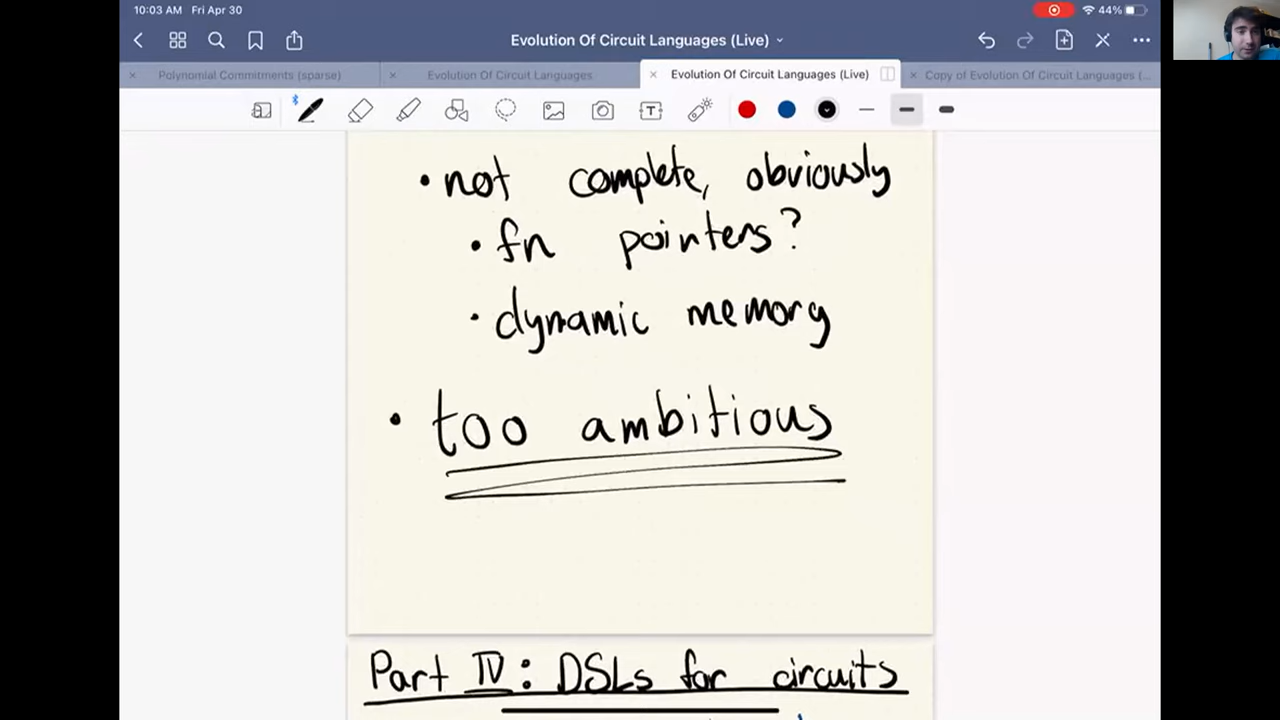 10:03 AM Fri Apr 30
44%
Evolution Of Circuit Languages (Live)
Polynomial Commitments (sparse)
Evolution Of Circuit Languages
Evolution Of Circuit Languages (Live)
Copy of Evolution Of Circuit Languages (...
T
• not complete, obviously
• fn pointers?
• dynamic memory
• too ambitious
Part IV: DSLs for circuits